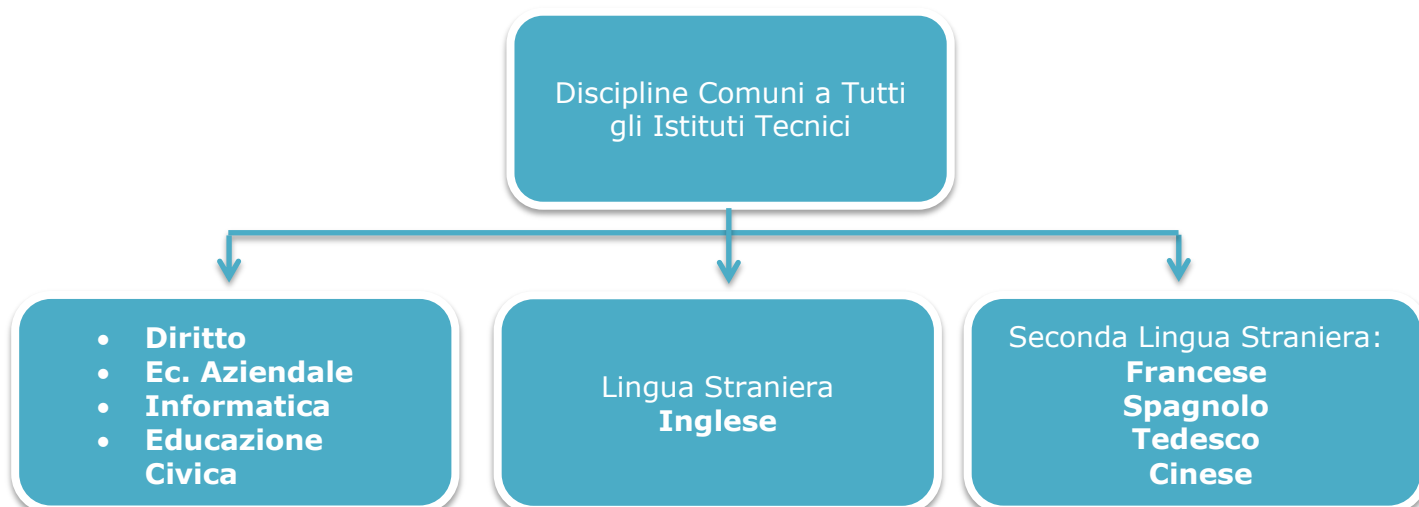 Discipline Comuni a Tutti
gli Istituti Tecnici
• Diritto
• Ec. Aziendale
• Informatica
• Educazione
Civica
Lingua Straniera
Inglese
Seconda Lingua Straniera:
Francese
Spagnolo
Tedesco
Cinese